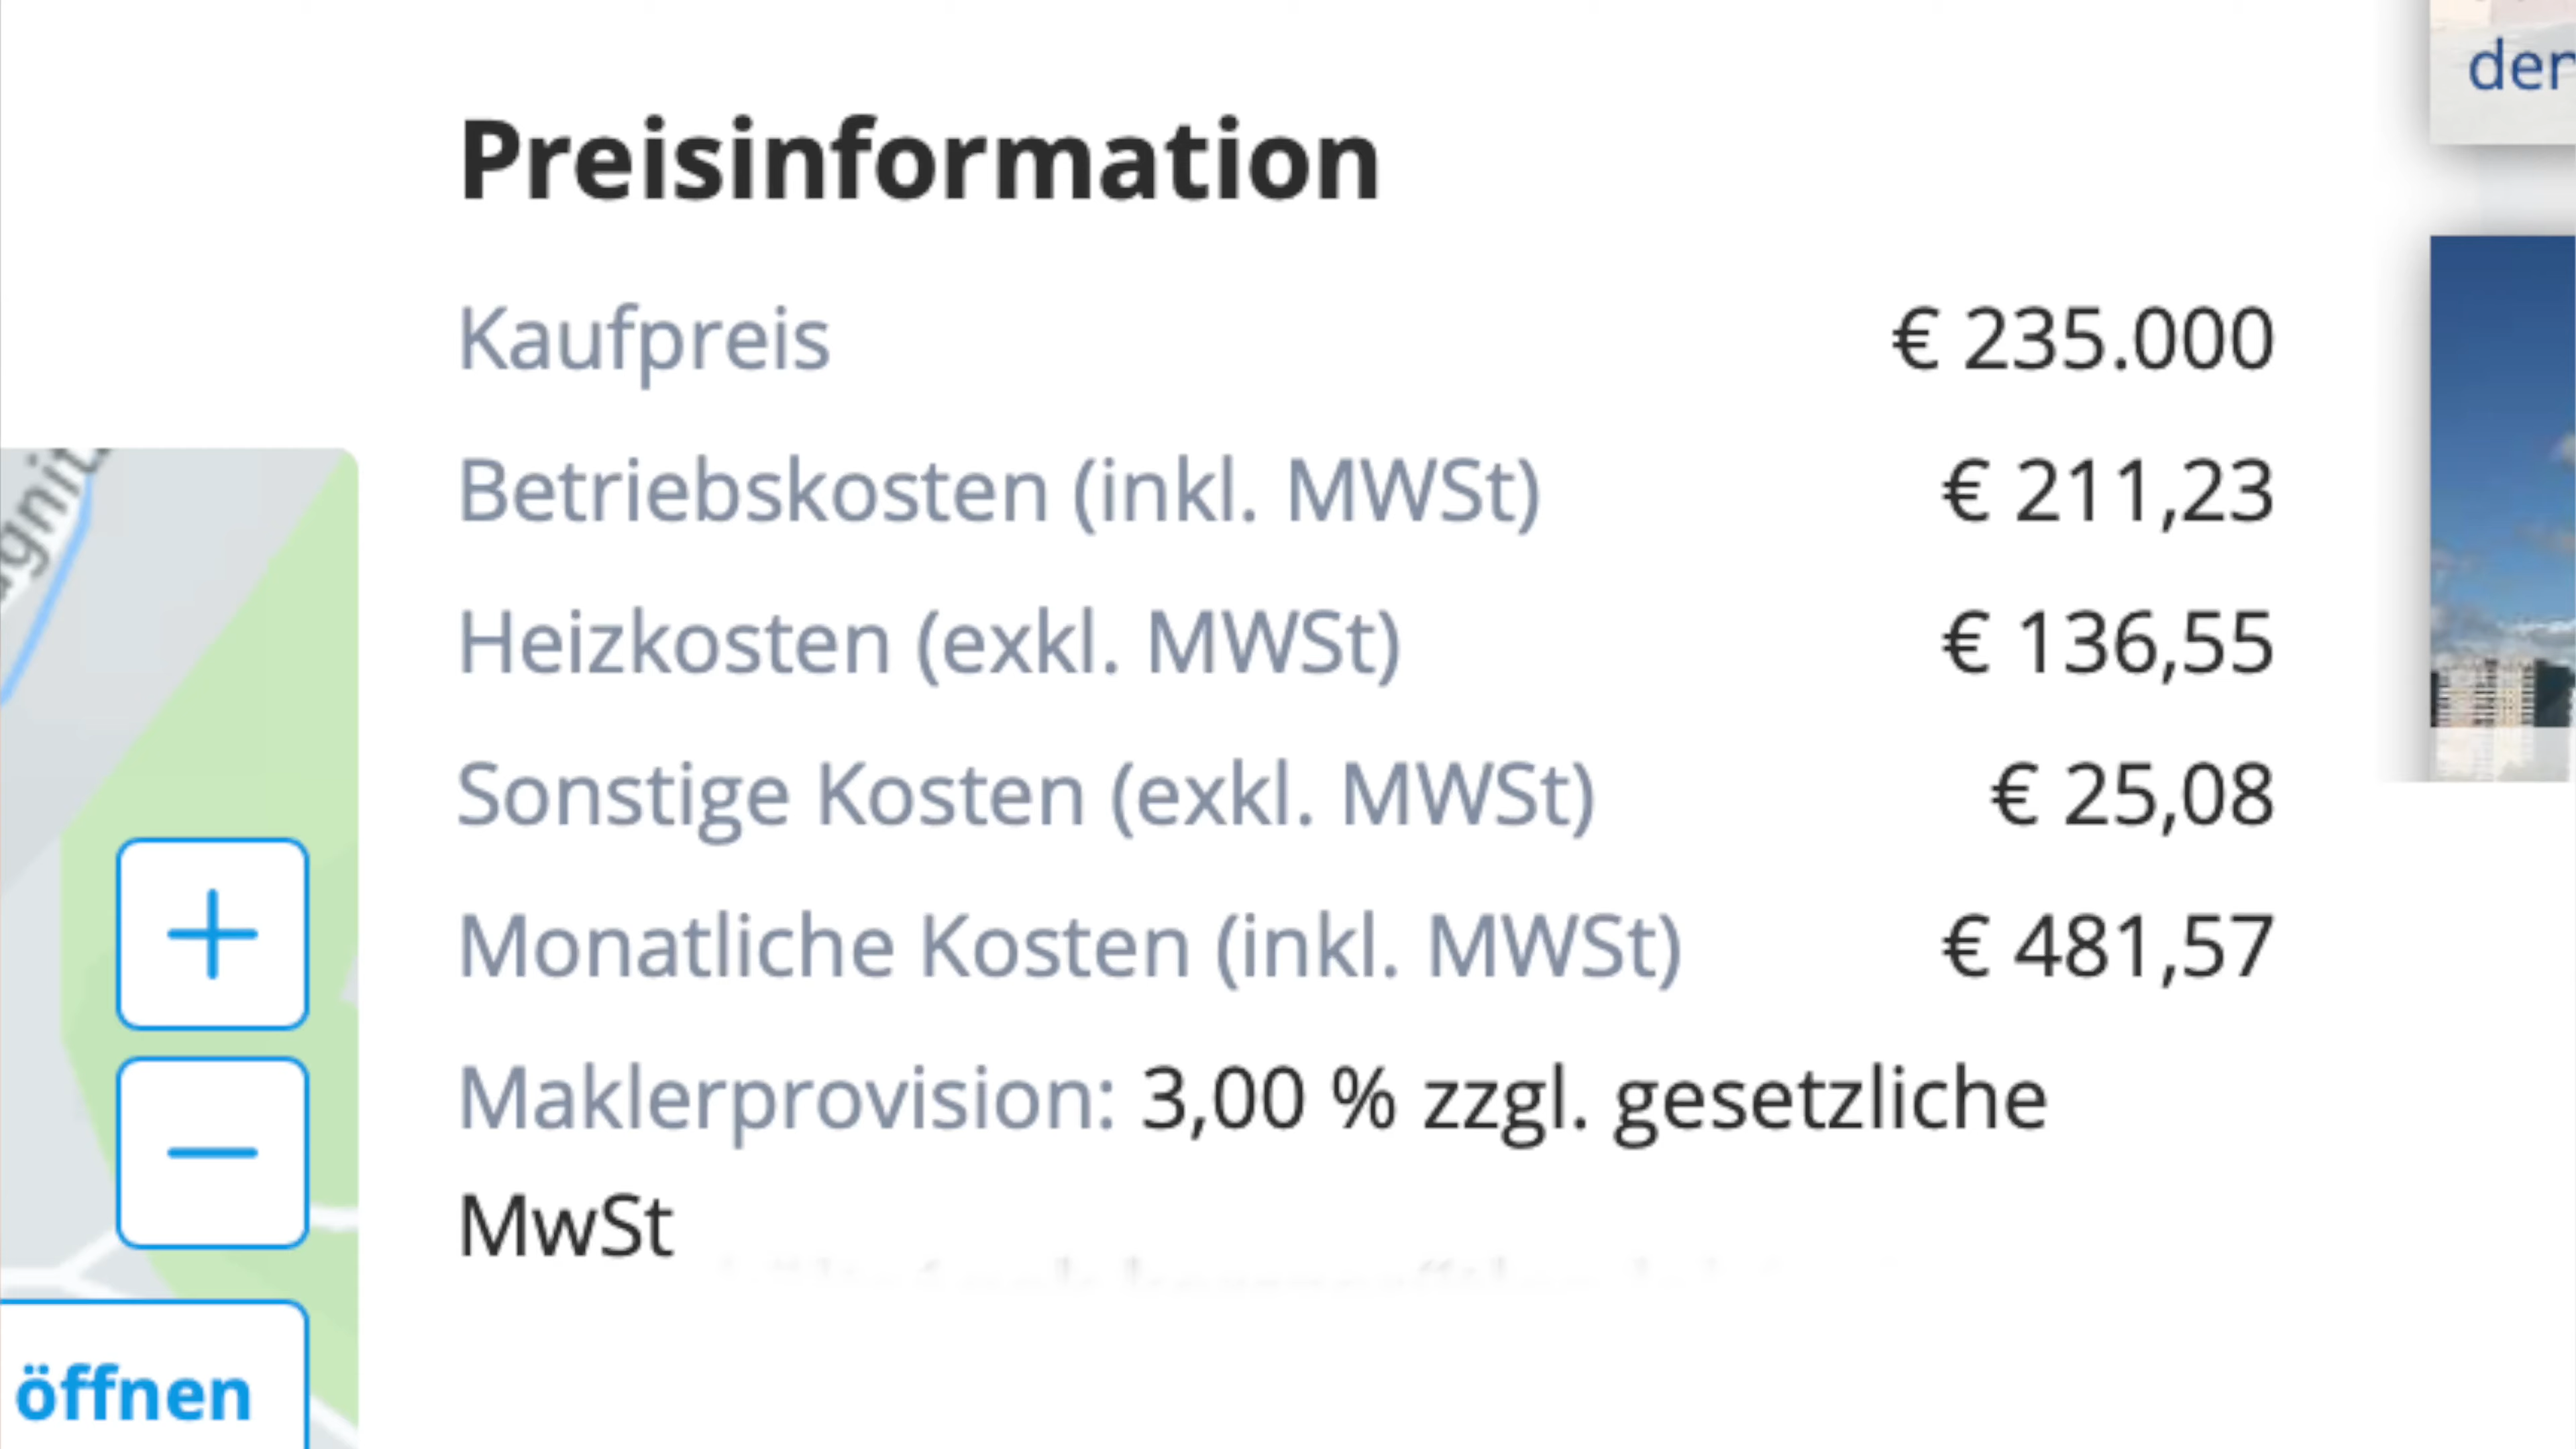 der
Preisinformation
Kaufpreis € 235.000
Betriebskosten (inkl. MWSt) € 211,23
Heizkosten (exkl. MWSt) € 136,55
Sonstige Kosten (exkl. MWSt) € 25,08
Monatliche Kosten (inkl. MWSt) € 481,57
Maklerprovision: 3,00 % zzgl. gesetzliche
MwSt
öffnen